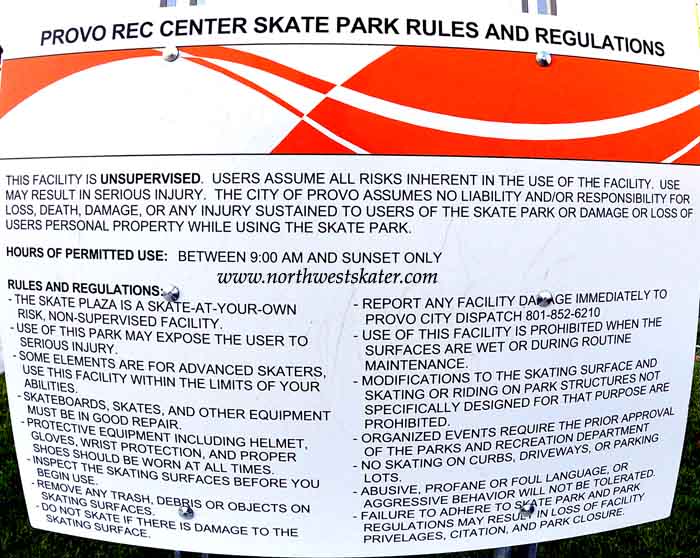 PROVO REC CENTER SKATE PARK RULES AND REGULATIONS
THIS FACILITY IS UNSUPERVISED. USERS ASSUME ALL RISKS INHERENT IN THE USE OF THE FACILITY. USE
MAY RESULT IN SERIOUS INJURY. THE CITY OF PROVO ASSUMES NO LIABILITY AND/OR RESPONSIBILITY FOR
LOSS, DEATH, DAMAGE, OR ANY INJURY SUSTAINED TO USERS OF THE SKATE PARK OR DAMAGE OR LOSS OF
USERS PERSONAL PROPERTY WHILE USING THE SKATE PARK.
HOURS OF PERMITTED USE: BETWEEN 9:00 AM AND SUNSET ONLY
www.northwestskater.com
RULES AND REGULATIONS:
- THE SKATE PLAZA IS A SKATE-AT-YOUR-OWN
RISK, NON-SUPERVISED FACILITY.
- USE OF THIS PARK MAY EXPOSE THE USER TO
SERIOUS INJURY.
- SOME ELEMENTS ARE FOR ADVANCED SKATERS,
USE THIS FACILITY WITHIN THE LIMITS OF YOUR
ABILITIES.
- SKATEBOARDS, SKATES, AND OTHER EQUIPMENT
MUST BE IN GOOD REPAIR.
- PROTECTIVE EQUIPMENT INCLUDING HELMET,
GLOVES, WRIST PROTECTION, AND PROPER
SHOES SHOULD BE WORN AT ALL TIMES.
- INSPECT THE SKATING SURFACES BEFORE YOU
BEGIN USE.
- REMOVE ANY TRASH, DEBRIS OR OBJECTS ON
SKATING SURFACES.
- DO NOT SKATE IF THERE IS DAMAGE TO THE
SKATING SURFACE.
- REPORT ANY FACILITY DAMAGE IMMEDIATELY TO
PROVO CITY DISPATCH 801-852-6210
- USE OF THIS FACILITY IS PROHIBITED WHEN THE
SURFACES ARE WET OR DURING ROUTINE
MAINTENANCE.
- MODIFICATIONS TO THE SKATING SURFACE AND
SKATING OR RIDING ON PARK STRUCTURES NOT
SPECIFICALLY DESIGNED FOR THAT PURPOSE ARE
PROHIBITED.
- ORGANIZED EVENTS REQUIRE THE PRIOR APPROVAL
OF THE PARKS AND RECREATION DEPARTMENT
- NO SKATING ON CURBS, DRIVEWAYS, OR PARKING
LOTS.
- ABUSIVE, PROFANE OR FOUL LANGUAGE, OR
AGGRESSIVE BEHAVIOR WILL NOT BE TOLERATED.
- FAILURE TO ADHERE TO SKATE PARK AND PARK
REGULATIONS MAY RESULT IN LOSS OF FACILITY
PRIVELAGES, CITATION, AND PARK CLOSURE.